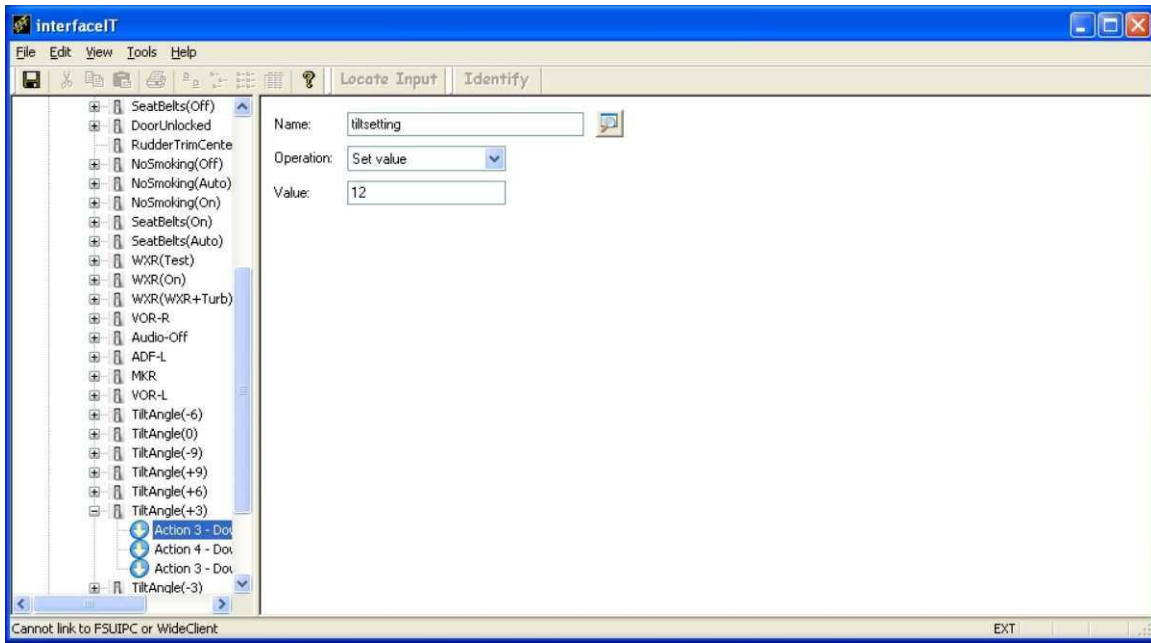 interfaceIT
File Edit View Tools Help
Locate Input Identify
SeatBelts(Off)
DoorUnlocked
RudderTrimCente
NoSmoking(Off)
NoSmoking(Auto)
NoSmoking(On)
SeatBelts(On)
SeatBelts(Auto)
WXR(Test)
WXR(On)
WXR(WXR+Turb)
VOR-R
Audio-Off
ADF-L
MKR
VOR-L
TiltAngle(-6)
TiltAngle(0)
TiltAngle(-9)
TiltAngle(+9)
TiltAngle(+6)
TiltAngle(+3)
Action 3 - Dov
Action 4 - Dov
Action 3 - Dov
TiltAngle(-3)
Name: tiltsetting
Operation: Set value
Value: 12
Cannot link to FSUIPC or WideClient EXT